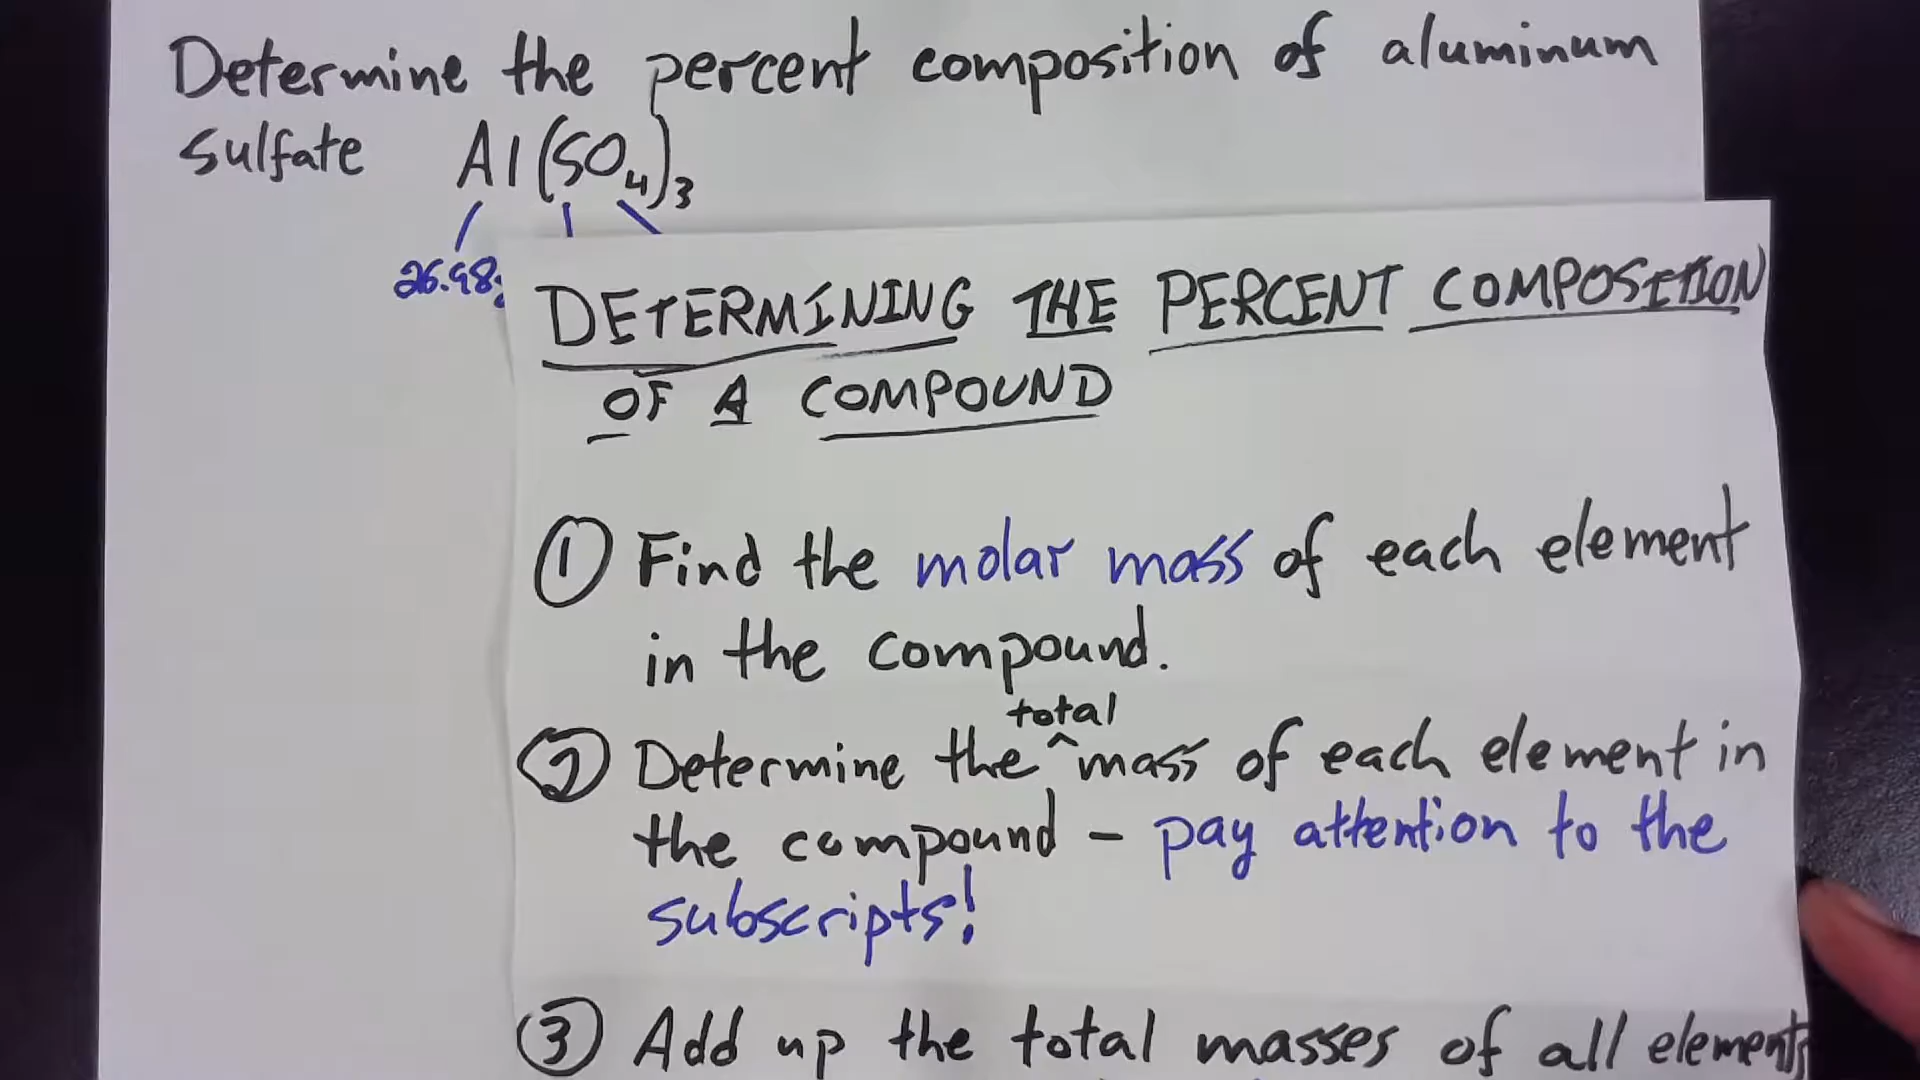 Determine the percent composition of aluminum
sulfate Al(SO₄)₃
26.98g
DETERMINING THE PERCENT COMPOSITION
OF A COMPOUND
① Find the molar mass of each element
in the compound.
total
② Determine the ^ mass of each element in
the compound – pay attention to the
subscripts!
③ Add up the total masses of all elements